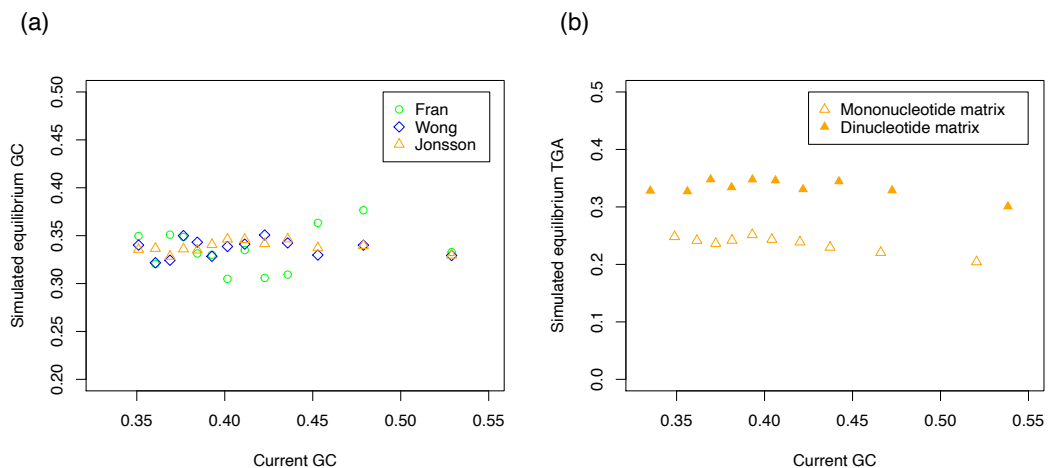 (a)
Simulated equilibrium GC
0.20
0.25
0.30
0.35
0.40
0.45
0.50
Fran
Wong
Jonsson
0.35
0.40
0.45
0.50
0.55
Current GC
(b)
Simulated equilibrium TGA
0.0
0.1
0.2
0.3
0.4
0.5
Mononucleotide matrix
Dinucleotide matrix
0.35
0.40
0.45
0.50
0.55
Current GC